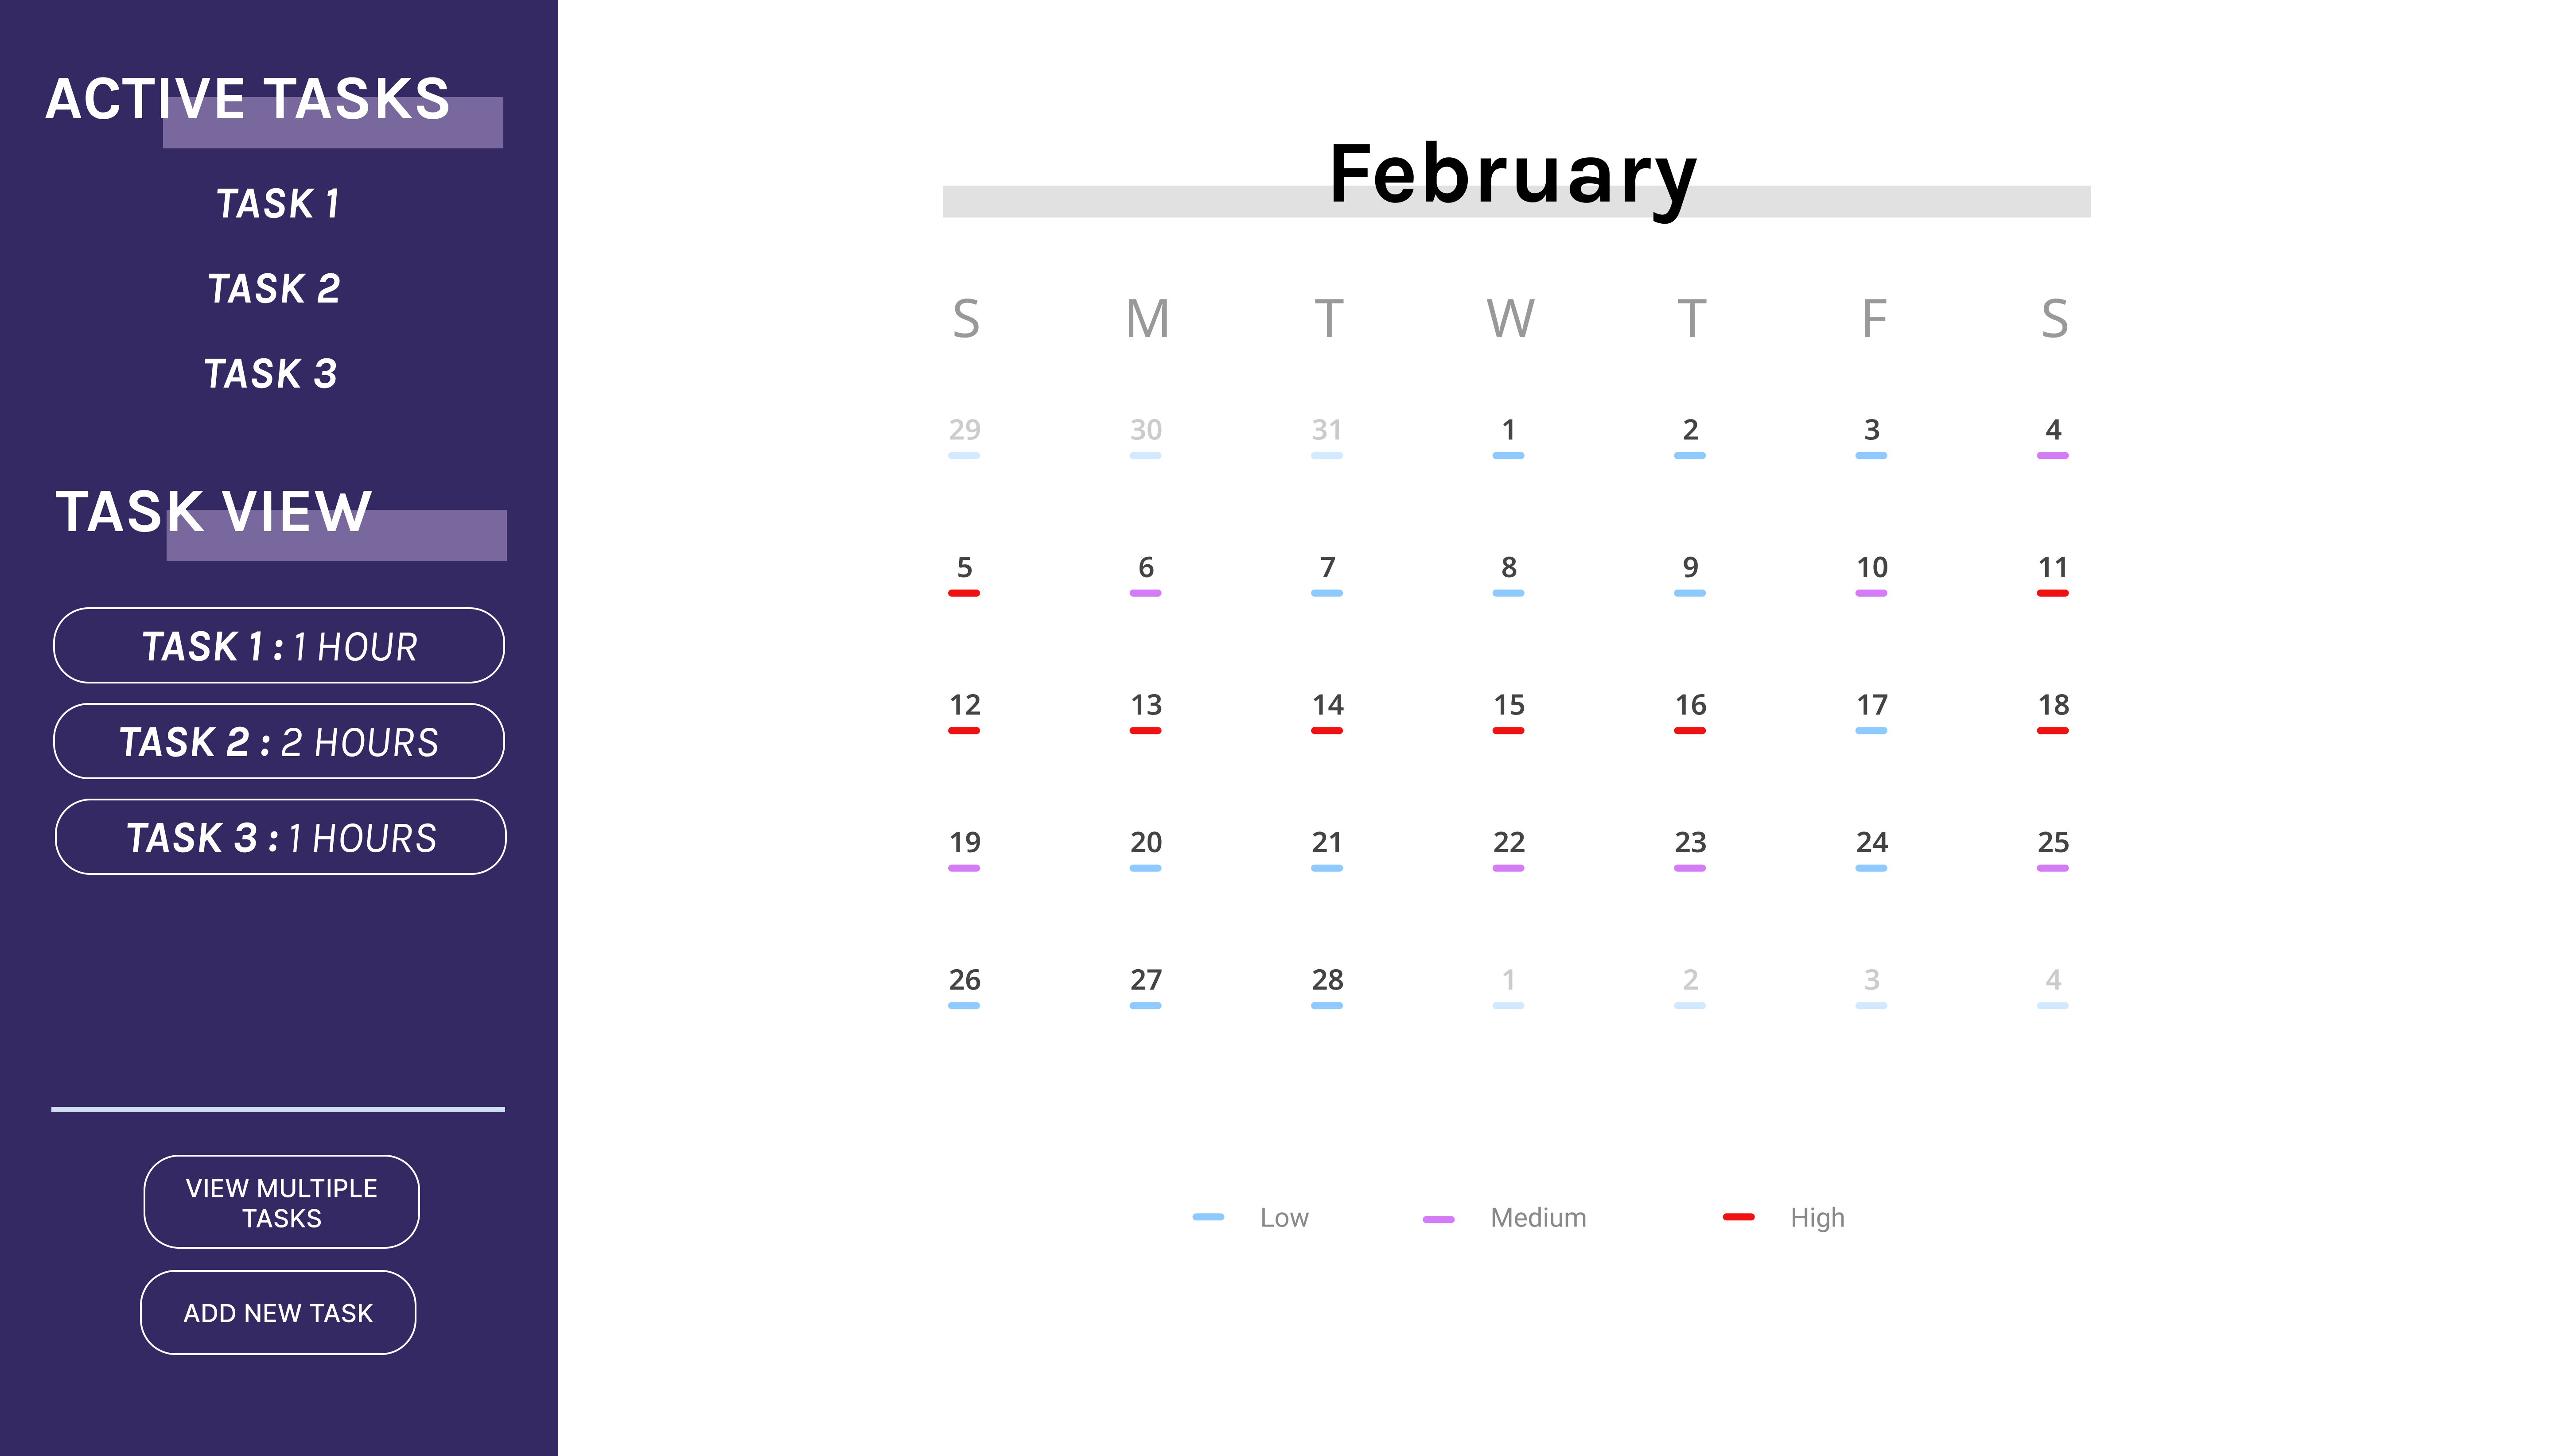 ACTIVE TASKS
TASK 1
TASK 2
TASK 3
TASK VIEW
TASK 1 : 1 HOUR
TASK 2 : 2 HOURS
TASK 3 : 1 HOURS
VIEW MULTIPLE
TASKS
ADD NEW TASK
February
S M T W T F S
29 30 31 1 2 3 4
5 6 7 8 9 10 11
12 13 14 15 16 17 18
19 20 21 22 23 24 25
26 27 28 1 2 3 4
Low Medium High